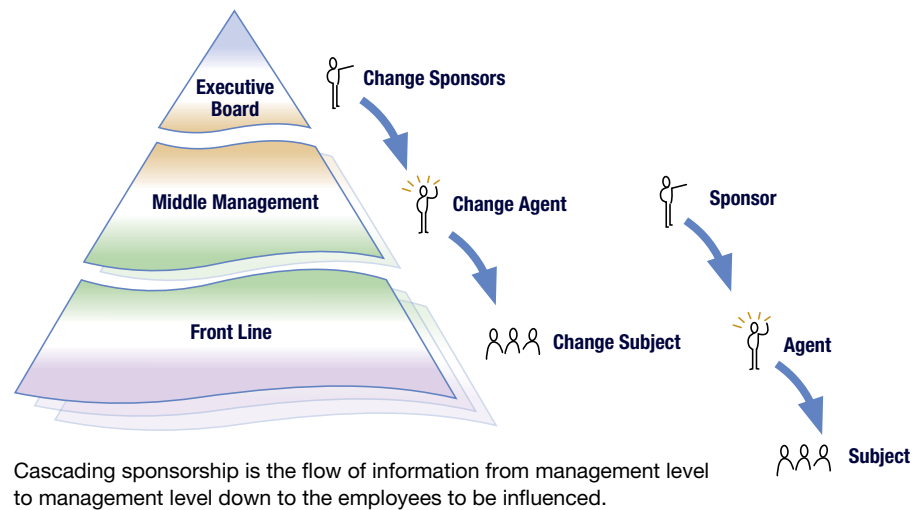 Executive
Board
Change Sponsors
Middle Management
Change Agent
Sponsor
Front Line
Change Subject
Agent
Subject
Cascading sponsorship is the flow of information from management level
to management level down to the employees to be influenced.